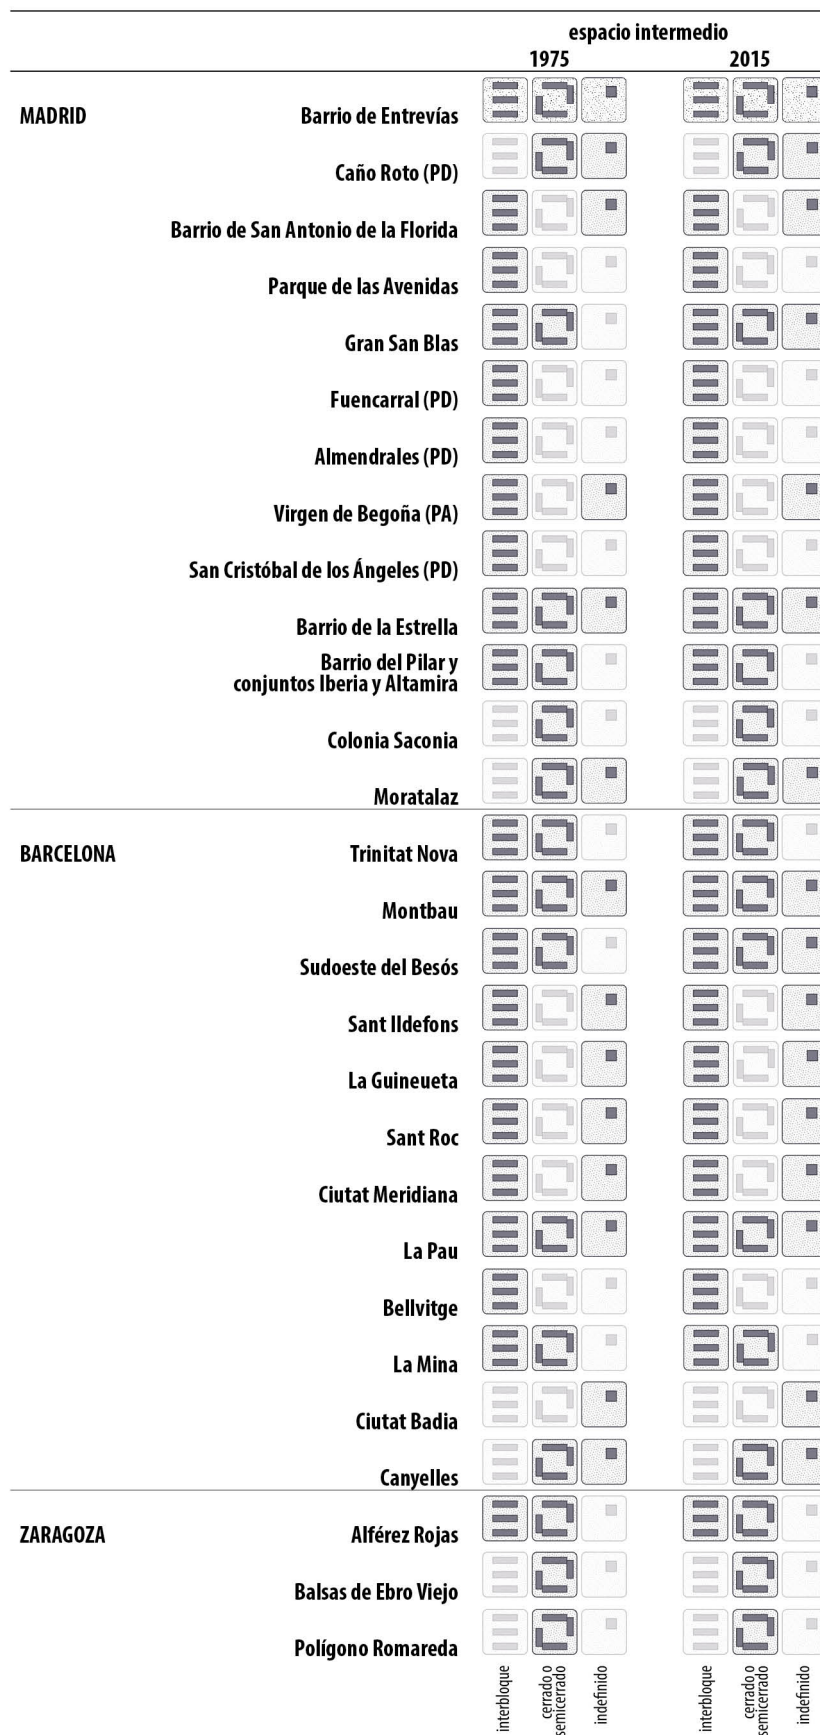 espacio intermedio
1975 2015
MADRID Barrio de Entrevías
Caño Roto (PD)
Barrio de San Antonio de la Florida
Parque de las Avenidas
Gran San Blas
Fuencarral (PD)
Almendrales (PD)
Virgen de Begoña (PA)
San Cristóbal de los Ángeles (PD)
Barrio de la Estrella
Barrio del Pilar y
conjuntos Iberia y Altamira
Colonia Saconia
Moratalaz
BARCELONA Trinitat Nova
Montbau
Sudoeste del Besós
Sant Ildefons
La Guineueta
Sant Roc
Ciutat Meridiana
La Pau
Bellvitge
La Mina
Ciutat Badia
Canyelles
ZARAGOZA Alférez Rojas
Balsas de Ebro Viejo
Polígono Romareda
interbloque
cerrado o
semicerrado
indefinido
interbloque
cerrado o
semicerrado
indefinido